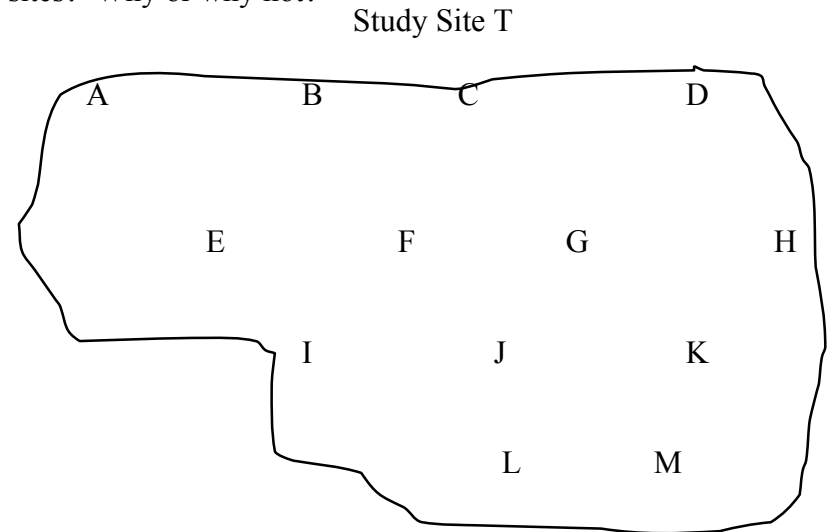 sites? Why or why not?
Study Site T
A B C D
E F G H
I J K
L M